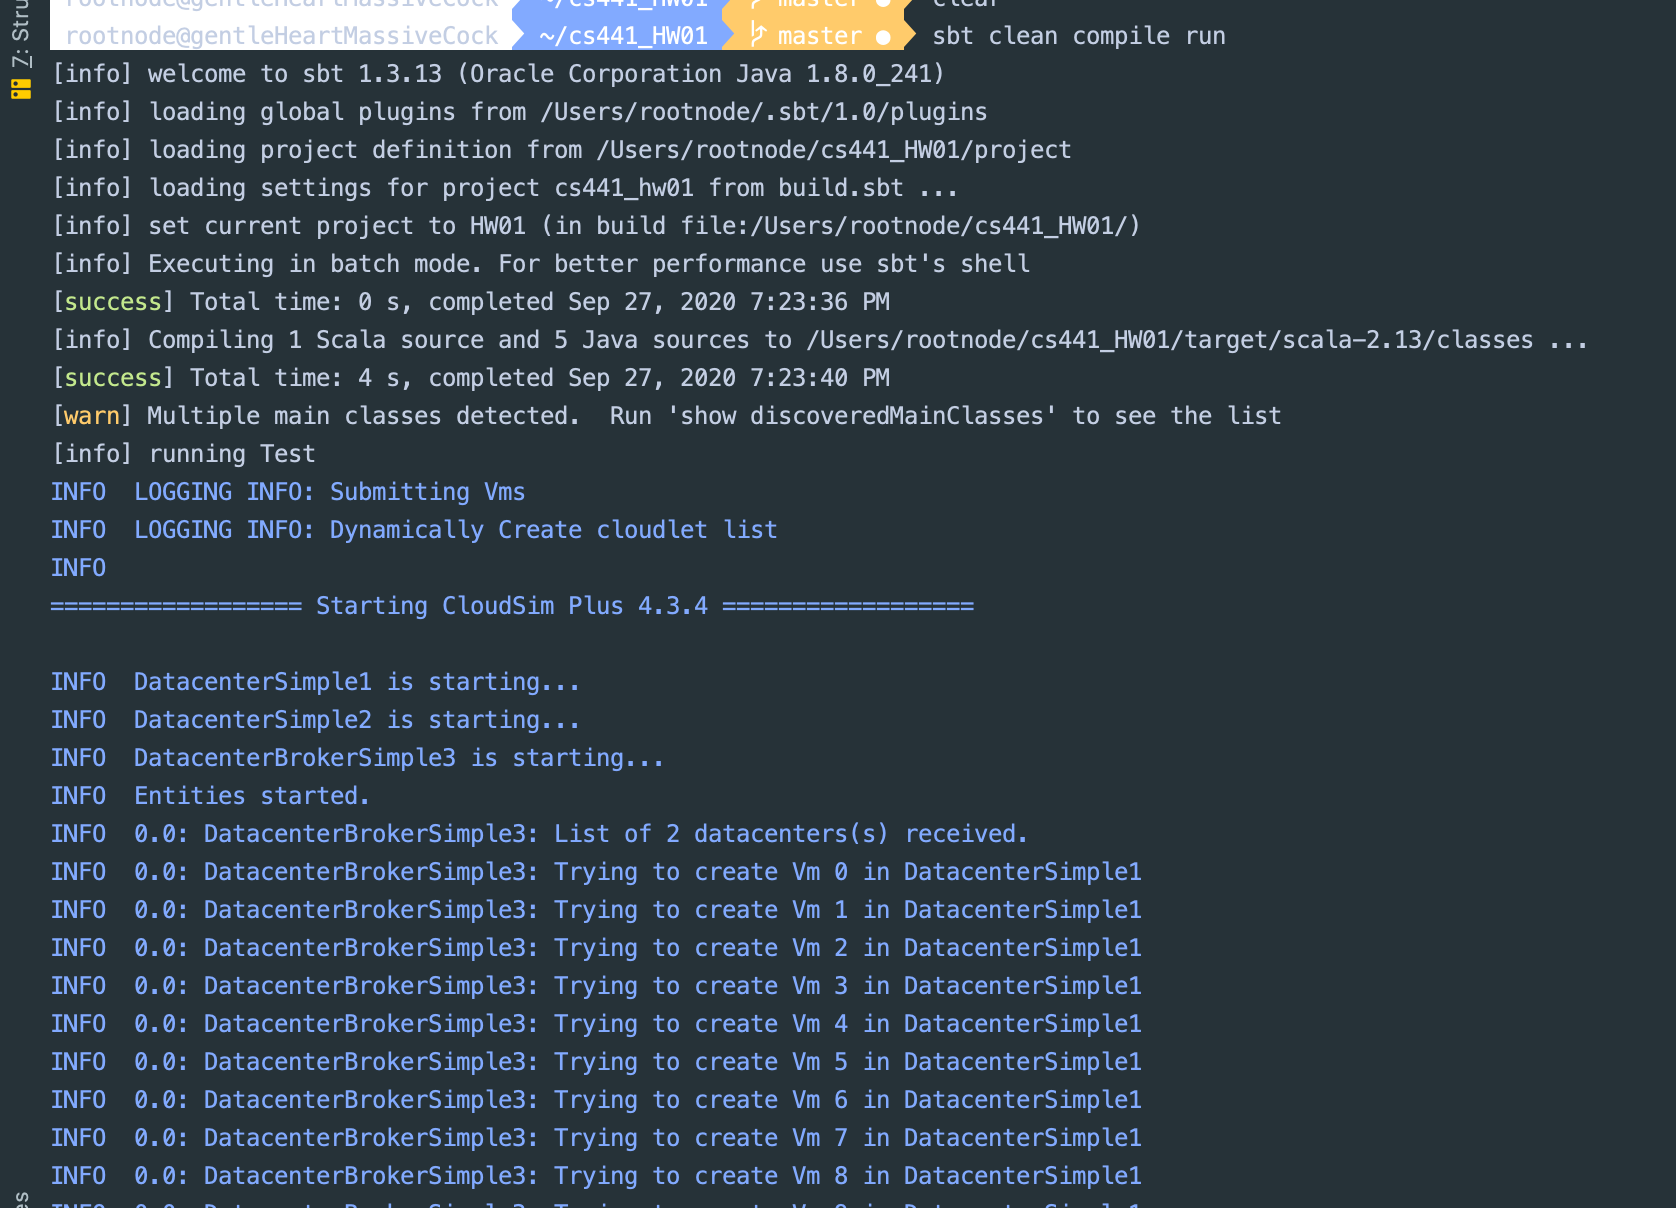 rootnode@gentleHeartMassiveCock ~/cs441_HW01 master ● clear
rootnode@gentleHeartMassiveCock ~/cs441_HW01 master ● sbt clean compile run
[info] welcome to sbt 1.3.13 (Oracle Corporation Java 1.8.0_241)
[info] loading global plugins from /Users/rootnode/.sbt/1.0/plugins
[info] loading project definition from /Users/rootnode/cs441_HW01/project
[info] loading settings for project cs441_hw01 from build.sbt ...
[info] set current project to HW01 (in build file:/Users/rootnode/cs441_HW01/)
[info] Executing in batch mode. For better performance use sbt's shell
[success] Total time: 0 s, completed Sep 27, 2020 7:23:36 PM
[info] Compiling 1 Scala source and 5 Java sources to /Users/rootnode/cs441_HW01/target/scala-2.13/classes ...
[success] Total time: 4 s, completed Sep 27, 2020 7:23:40 PM
[warn] Multiple main classes detected.  Run 'show discoveredMainClasses' to see the list
[info] running Test
INFO  LOGGING INFO: Submitting Vms
INFO  LOGGING INFO: Dynamically Create cloudlet list
INFO
================== Starting CloudSim Plus 4.3.4 ==================
INFO  DatacenterSimple1 is starting...
INFO  DatacenterSimple2 is starting...
INFO  DatacenterBrokerSimple3 is starting...
INFO  Entities started.
INFO  0.0: DatacenterBrokerSimple3: List of 2 datacenters(s) received.
INFO  0.0: DatacenterBrokerSimple3: Trying to create Vm 0 in DatacenterSimple1
INFO  0.0: DatacenterBrokerSimple3: Trying to create Vm 1 in DatacenterSimple1
INFO  0.0: DatacenterBrokerSimple3: Trying to create Vm 2 in DatacenterSimple1
INFO  0.0: DatacenterBrokerSimple3: Trying to create Vm 3 in DatacenterSimple1
INFO  0.0: DatacenterBrokerSimple3: Trying to create Vm 4 in DatacenterSimple1
INFO  0.0: DatacenterBrokerSimple3: Trying to create Vm 5 in DatacenterSimple1
INFO  0.0: DatacenterBrokerSimple3: Trying to create Vm 6 in DatacenterSimple1
INFO  0.0: DatacenterBrokerSimple3: Trying to create Vm 7 in DatacenterSimple1
INFO  0.0: DatacenterBrokerSimple3: Trying to create Vm 8 in DatacenterSimple1
7: Stru
es